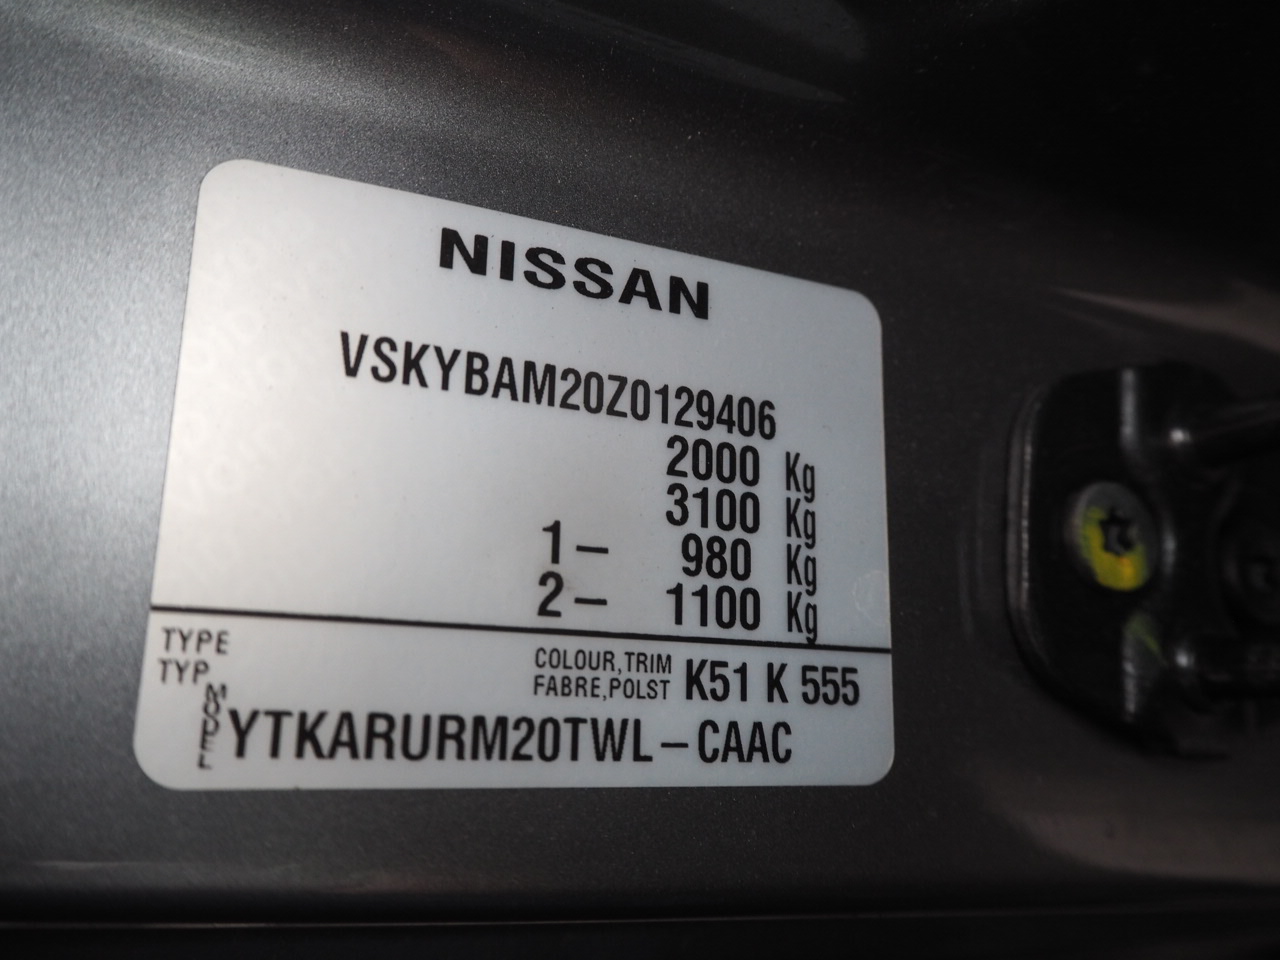 NISSAN
VSKYBAM20Z0129406
2000 Kg
3100 Kg
1– 980 Kg
2– 1100 Kg
TYPE
TYP
COLOUR,TRIM K51 K 555
FABRE,POLST
MODEL YTKARURM20TWL–CAAC